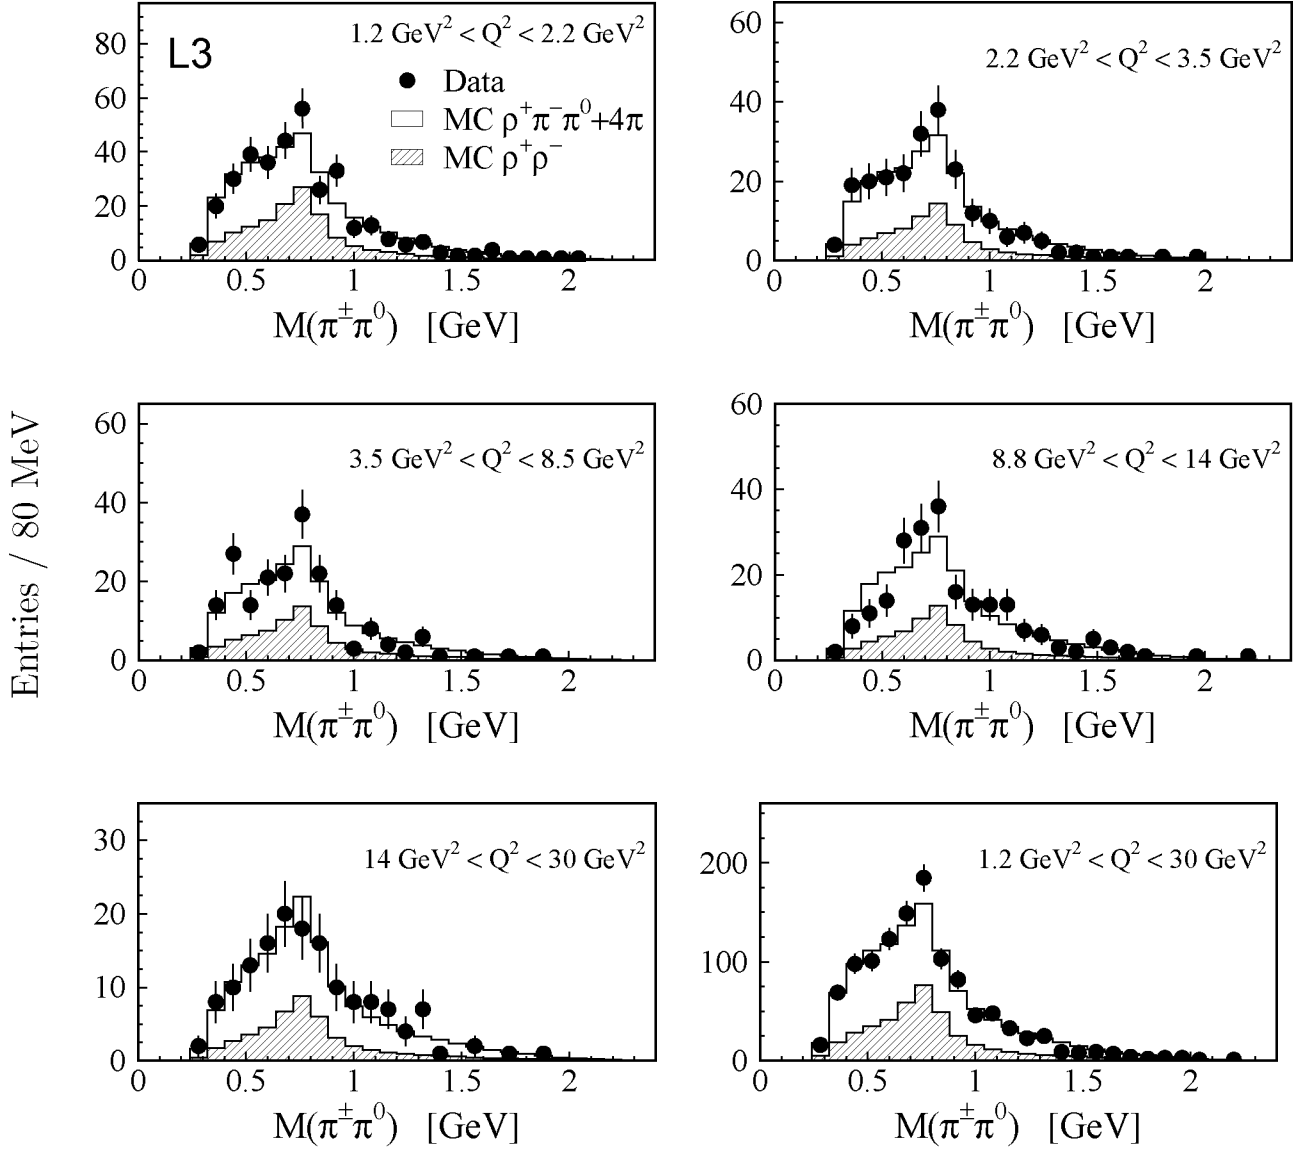 L3
1.2 GeV² < Q² < 2.2 GeV²
Data
MC ρ⁺π⁻π⁰+4π
MC ρ⁺ρ⁻
80
60
40
20
0
0 0.5 1 1.5 2
M(π±π⁰) [GeV]
2.2 GeV² < Q² < 3.5 GeV²
60
40
20
0
0 0.5 1 1.5 2
M(π±π⁰) [GeV]
Entries / 80 MeV
3.5 GeV² < Q² < 8.5 GeV²
60
40
20
0
0 0.5 1 1.5 2
M(π±π⁰) [GeV]
8.8 GeV² < Q² < 14 GeV²
60
40
20
0
0 0.5 1 1.5 2
M(π±π⁰) [GeV]
14 GeV² < Q² < 30 GeV²
30
20
10
0
0 0.5 1 1.5 2
M(π±π⁰) [GeV]
1.2 GeV² < Q² < 30 GeV²
200
100
0
0 0.5 1 1.5 2
M(π±π⁰) [GeV]